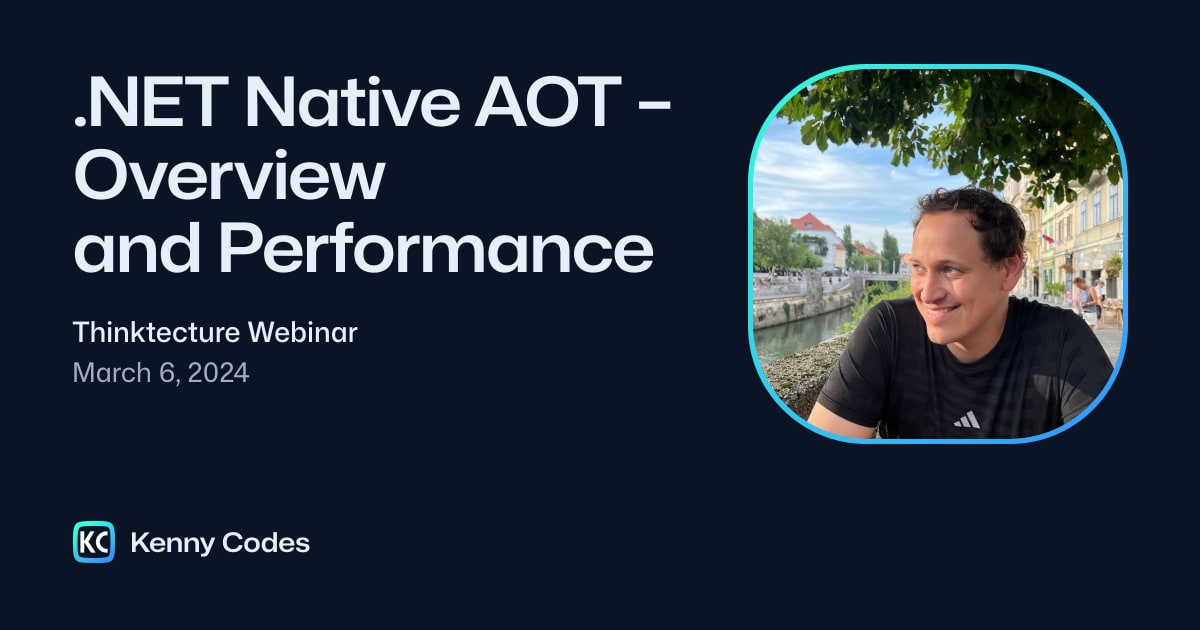 .NET Native AOT –
Overview
and Performance
Thinktecture Webinar
March 6, 2024
KC Kenny Codes